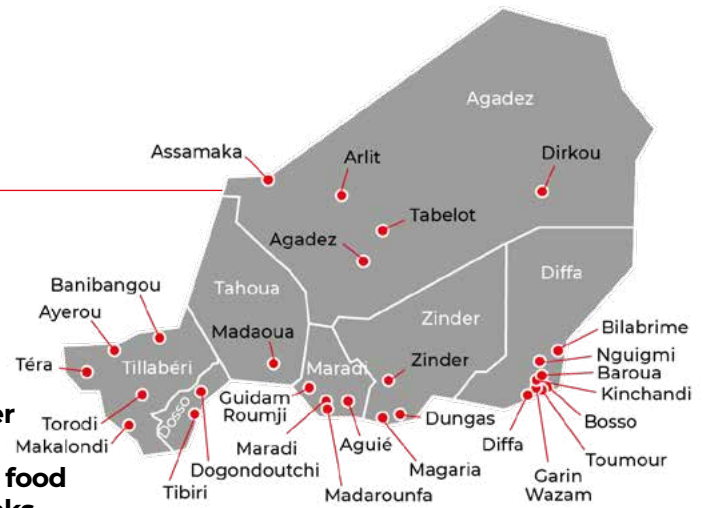 Agadez
Assamaka
Arlit
Dirkou
Tabelot
Agadez
Diffa
Banibangou
Tahoua
Ayerou
Zinder
Bilabrime
Madaoua
Nguigmi
Téra
Tillabéri
Maradi
Zinder
Baroua
Kinchandi
Guidam
Roumji
Dosso
er
Torodi
Dungas
Bosso
Makalondi
Maradi
Aguié
Diffa
Toumour
Dogondoutchi
Magaria
food
Garin
Wazam
Tibiri
Madarounfa